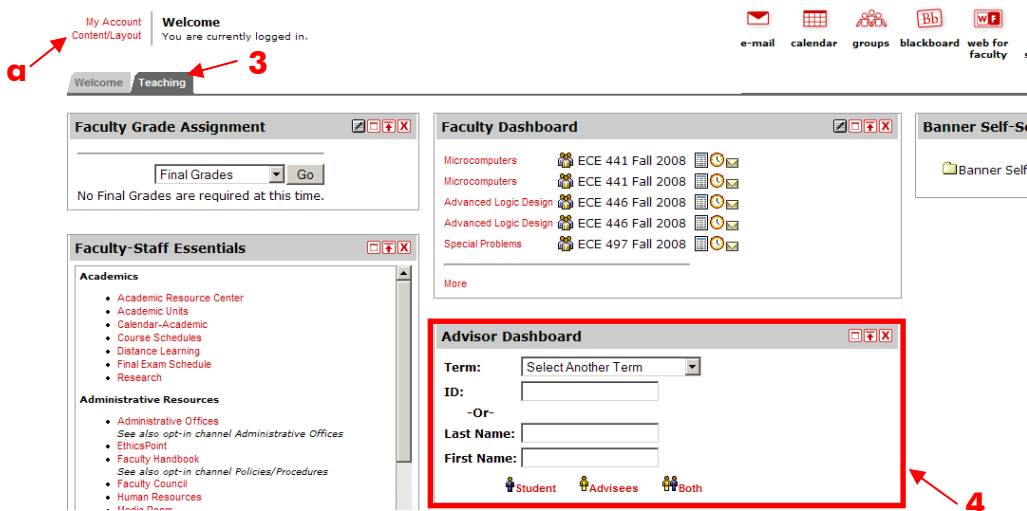 My Account
Content/Layout
Welcome
You are currently logged in.
e-mail
calendar
groups
Bb
blackboard
W F
web for
faculty
a
3
Welcome
Teaching
Faculty Grade Assignment
Final Grades
Go
No Final Grades are required at this time.
Faculty-Staff Essentials
Academics
Academic Resource Center
Academic Units
Calendar-Academic
Course Schedules
Distance Learning
Final Exam Schedule
Research
Administrative Resources
Administrative Offices
See also opt-in channel Administrative Offices
EthicsPoint
Faculty Handbook
See also opt-in channel Policies/Procedures
Faculty Council
Human Resources
Faculty Dashboard
Microcomputers ECE 441 Fall 2008
Microcomputers ECE 441 Fall 2008
Advanced Logic Design ECE 446 Fall 2008
Advanced Logic Design ECE 446 Fall 2008
Special Problems ECE 497 Fall 2008
More
Advisor Dashboard
Term: Select Another Term
ID:
-Or-
Last Name:
First Name:
Student Advisees Both
4
Banner Self-S
Banner Self